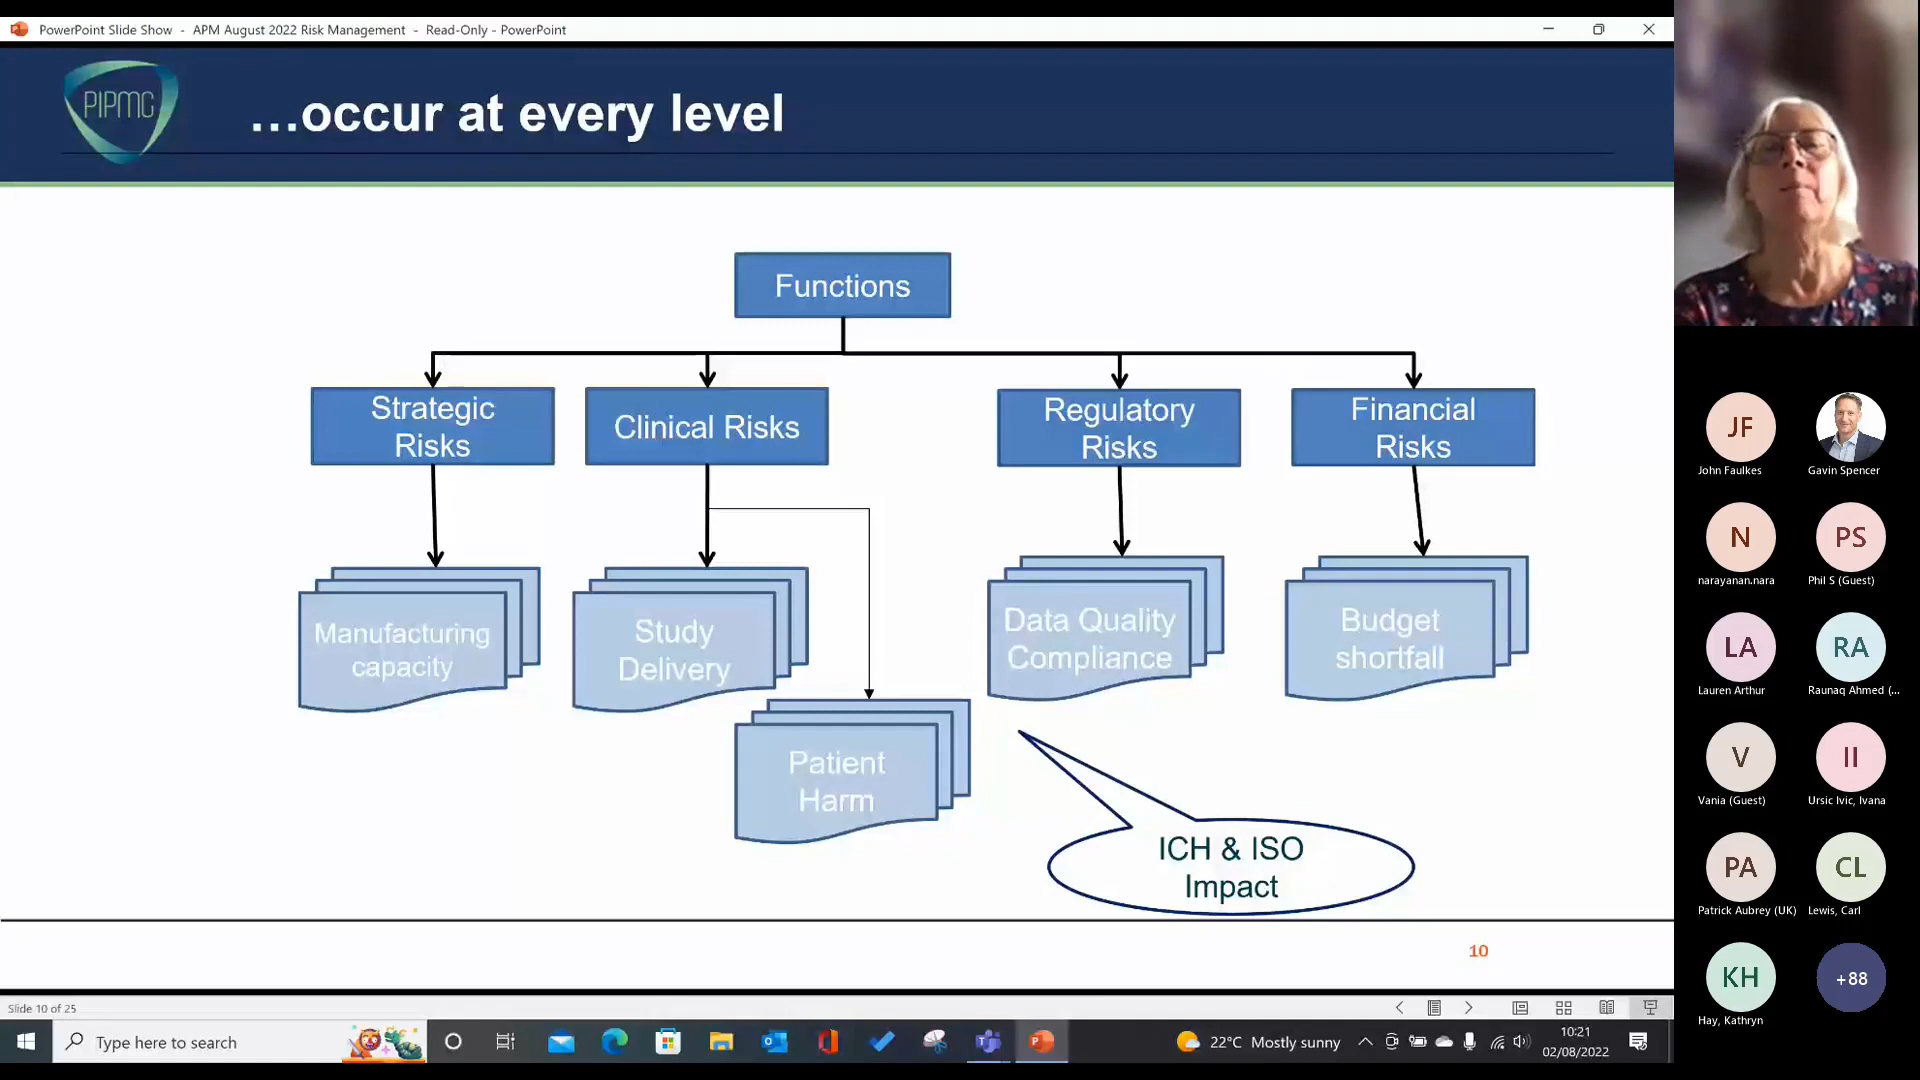 PowerPoint Slide Show - APM August 2022 Risk Management - Read-Only - PowerPoint
PIPMC
...occur at every level
Functions
Strategic
Risks
Clinical Risks
Regulatory
Risks
Financial
Risks
Manufacturing
capacity
Study
Delivery
Data Quality
Compliance
Budget
shortfall
Patient
Harm
ICH & ISO
Impact
10
Slide 10 of 25
Type here to search
22°C Mostly sunny
10:21
02/08/2022
JF
John Faulkes
Gavin Spencer
N
narayanan.nara
PS
Phil S (Guest)
LA
Lauren Arthur
RA
Raunaq Ahmed (...
V
Vania (Guest)
II
Ursic Ivic, Ivana
PA
Patrick Aubrey (UK)
CL
Lewis, Carl
KH
Hay, Kathryn
+88